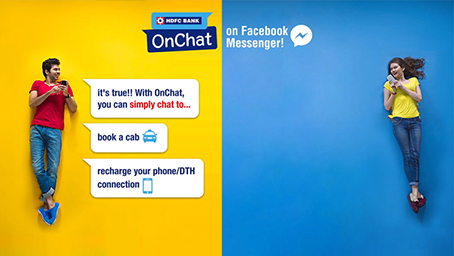 HDFC BANK
OnChat
on Facebook
Messenger!
it's true!! With OnChat,
you can simply chat to...
book a cab
recharge your phone/DTH
connection